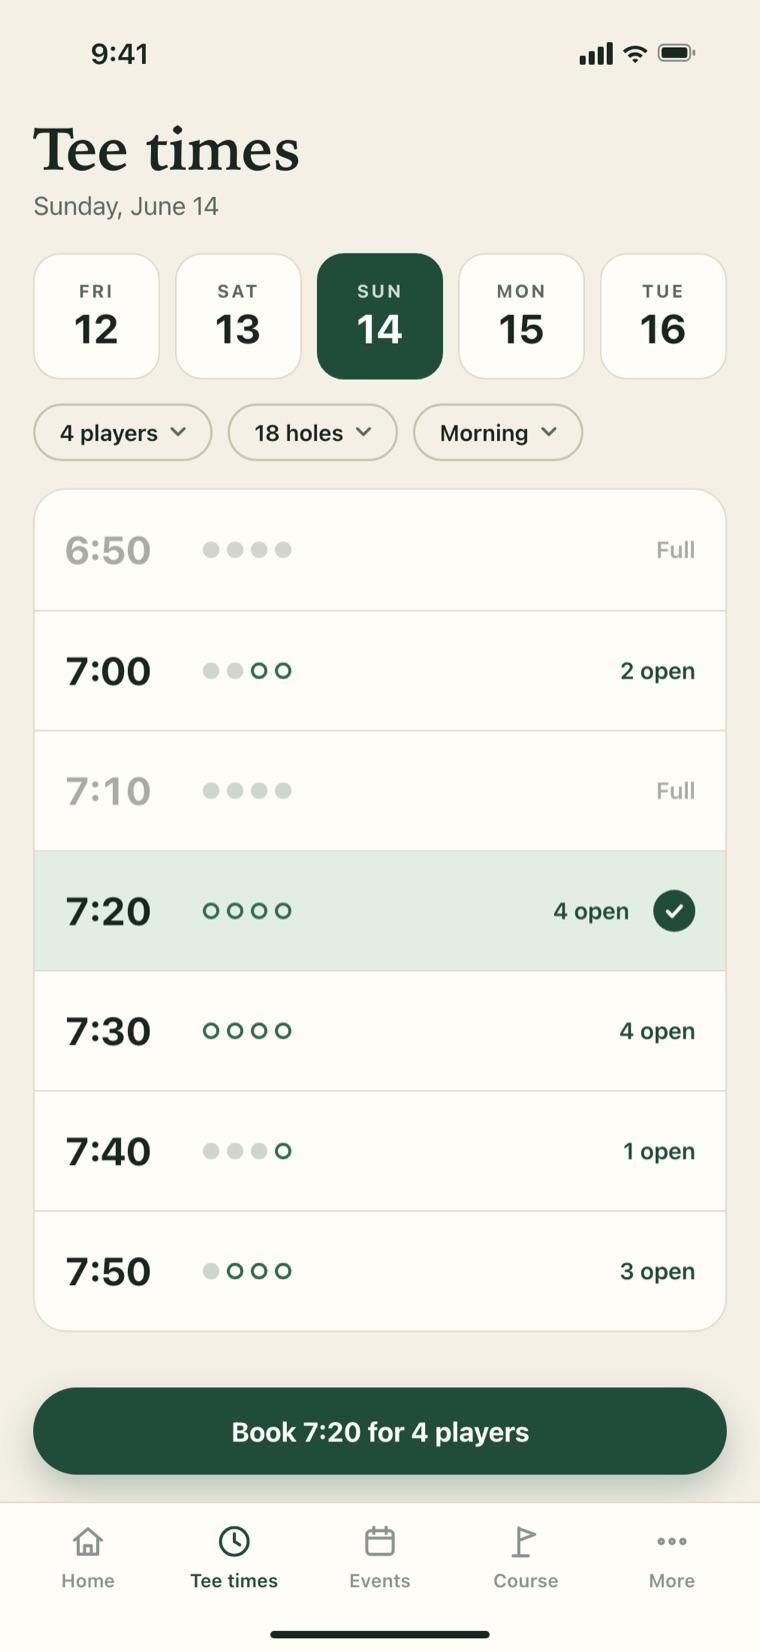 9:41
Tee times
Sunday, June 14
FRI SAT SUN MON TUE
12 13 14 15 16
4 players 18 holes Morning
6:50 Full
7:00 2 open
7:10 Full
7:20 4 open
7:30 4 open
7:40 1 open
7:50 3 open
Book 7:20 for 4 players
Home Tee times Events Course More